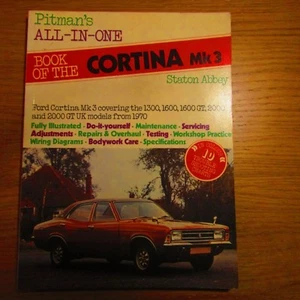 Pitman's
ALL-IN-ONE
BOOK OF THE CORTINA Mk 3
Staton Abbey
Ford Cortina Mk 3 covering the 1300, 1600, 1600 GT, 2000,
and 2000 GT UK models from 1970
Fully Illustrated · Do-it-yourself · Maintenance · Servicing
Adjustments · Repairs & Overhaul · Testing · Workshop Practice
Wiring Diagrams · Bodywork Care · Specifications